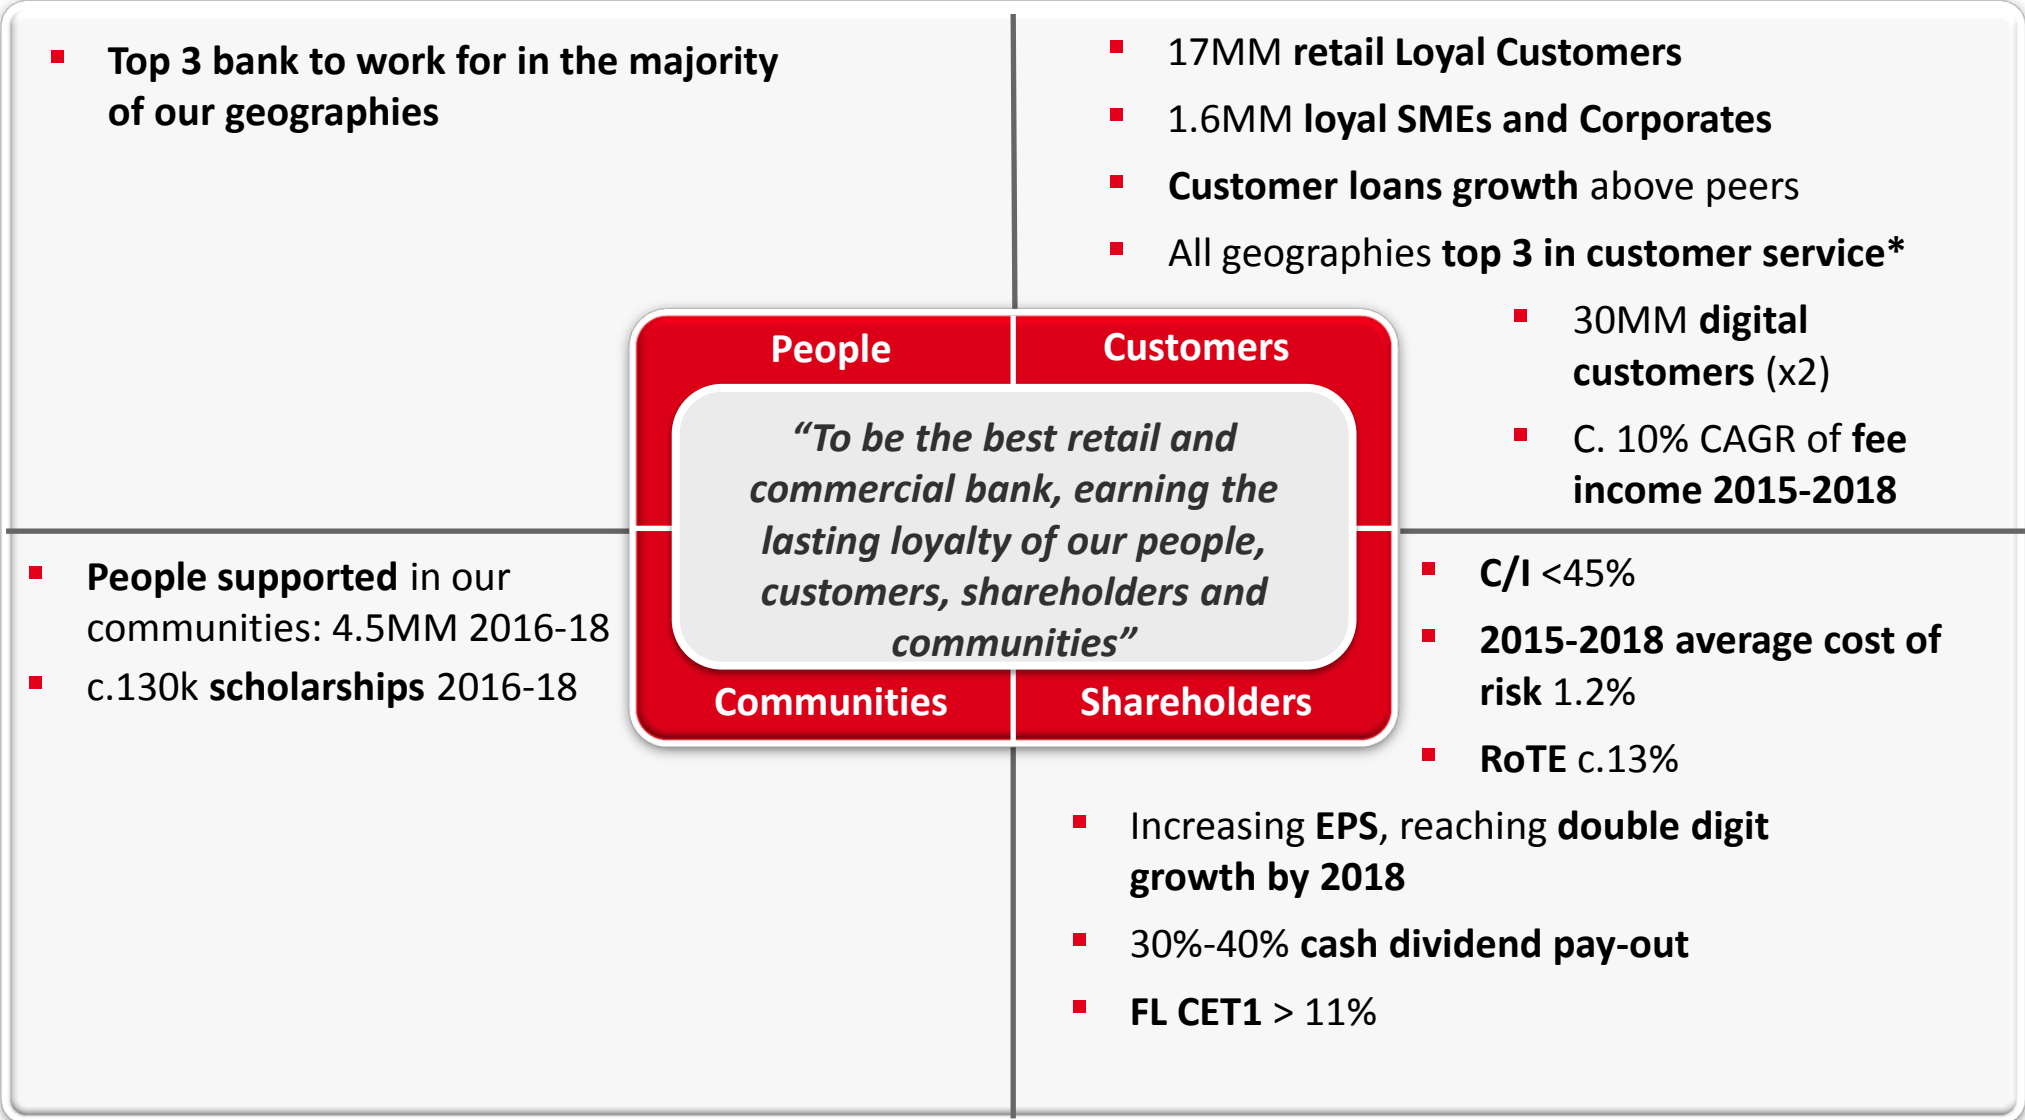 Top 3 bank to work for in the majority
of our geographies
17MM retail Loyal Customers
1.6MM loyal SMEs and Corporates
Customer loans growth above peers
All geographies top 3 in customer service*
30MM digital
customers (x2)
C. 10% CAGR of fee
income 2015-2018
People
Customers
“To be the best retail and
commercial bank, earning the
lasting loyalty of our people,
customers, shareholders and
communities”
Communities
Shareholders
People supported in our
communities: 4.5MM 2016-18
c.130k scholarships 2016-18
C/I <45%
2015-2018 average cost of
risk 1.2%
RoTE c.13%
Increasing EPS, reaching double digit
growth by 2018
30%-40% cash dividend pay-out
FL CET1 > 11%